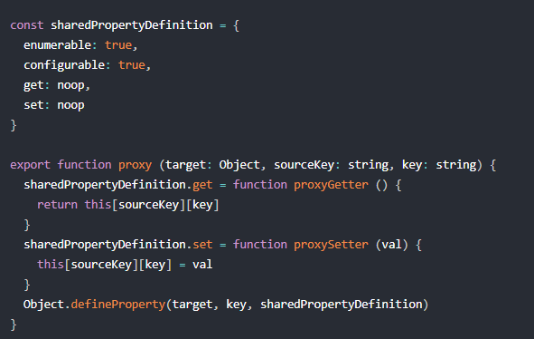 const sharedPropertyDefinition = {
  enumerable: true,
  configurable: true,
  get: noop,
  set: noop
}

export function proxy (target: Object, sourceKey: string, key: string) {
  sharedPropertyDefinition.get = function proxyGetter () {
    return this[sourceKey][key]
  }
  sharedPropertyDefinition.set = function proxySetter (val) {
    this[sourceKey][key] = val
  }
  Object.defineProperty(target, key, sharedPropertyDefinition)
}